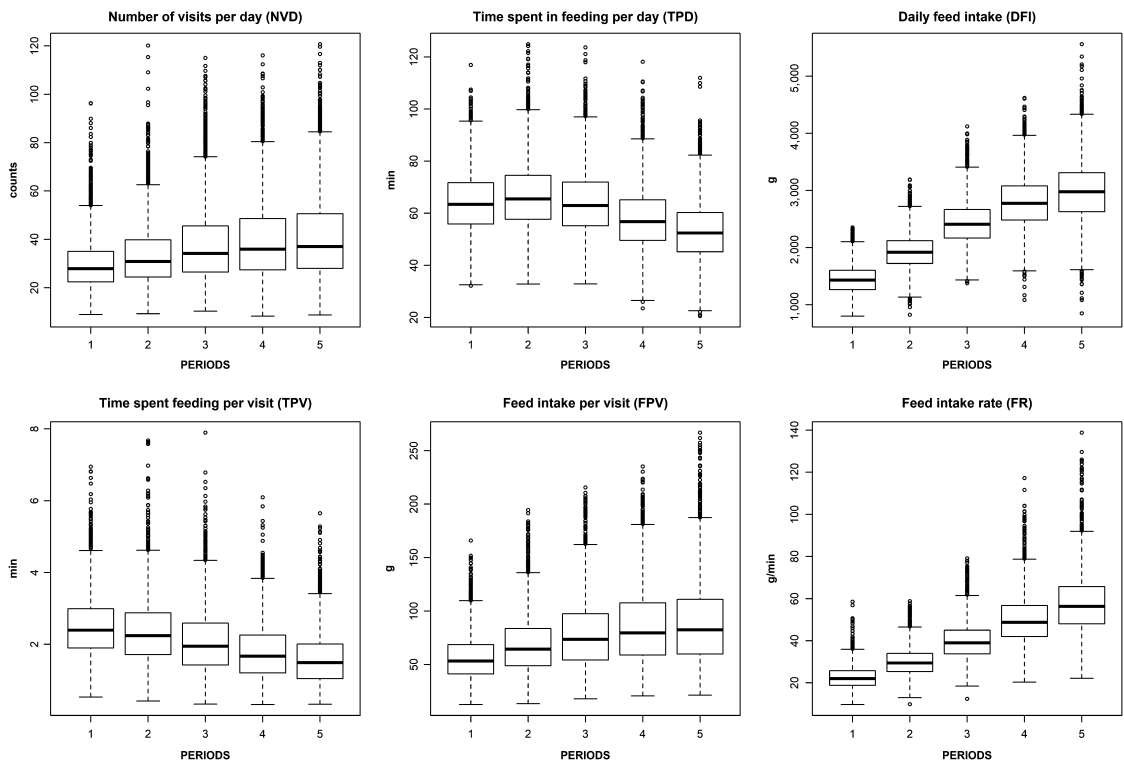 Number of visits per day (NVD)
counts
120
100
80
60
40
20
1 2 3 4 5
PERIODS
Time spent in feeding per day (TPD)
min
120
100
80
60
40
20
1 2 3 4 5
PERIODS
Daily feed intake (DFI)
g
5,000
4,000
3,000
2,000
1,000
1 2 3 4 5
PERIODS
Time spent feeding per visit (TPV)
min
8
6
4
2
1 2 3 4 5
PERIODS
Feed intake per visit (FPV)
g
250
200
150
100
50
1 2 3 4 5
PERIODS
Feed intake rate (FR)
g/min
140
120
100
80
60
40
20
1 2 3 4 5
PERIODS